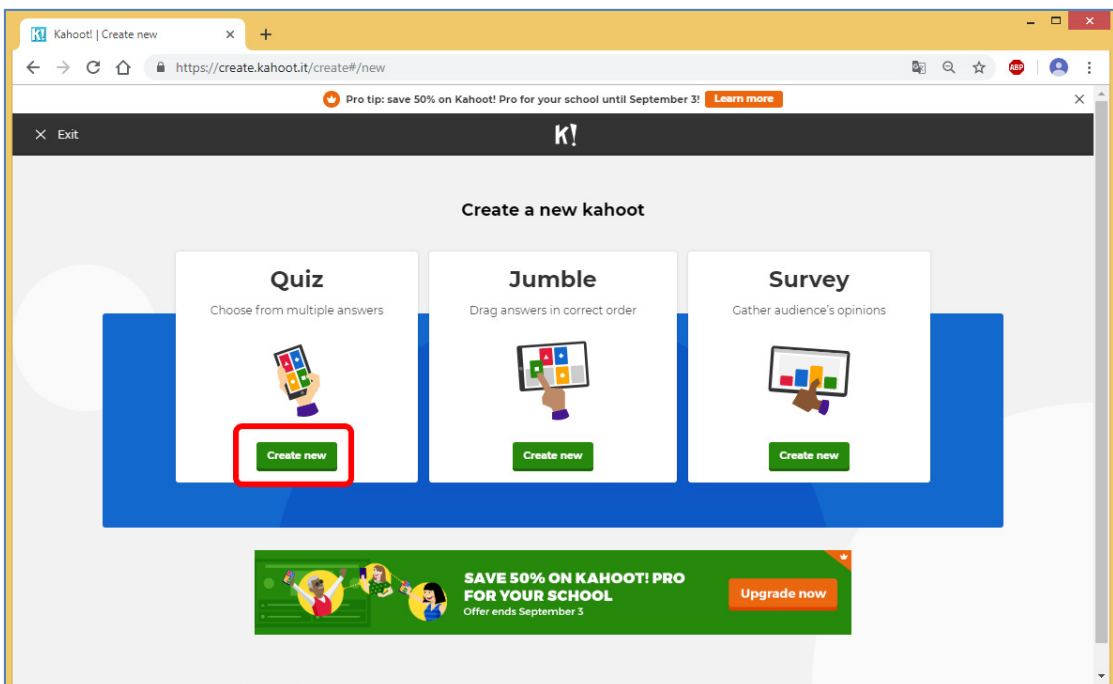 Kahoot! | Create new
https://create.kahoot.it/create#/new
ABP
Pro tip: save 50% on Kahoot! Pro for your school until September 3! Learn more
Exit
K!
Create a new kahoot
Quiz
Choose from multiple answers
Create new
Jumble
Drag answers in correct order
Create new
Survey
Gather audience's opinions
Create new
SAVE 50% ON KAHOOT! PRO
FOR YOUR SCHOOL
Offer ends September 3
Upgrade now